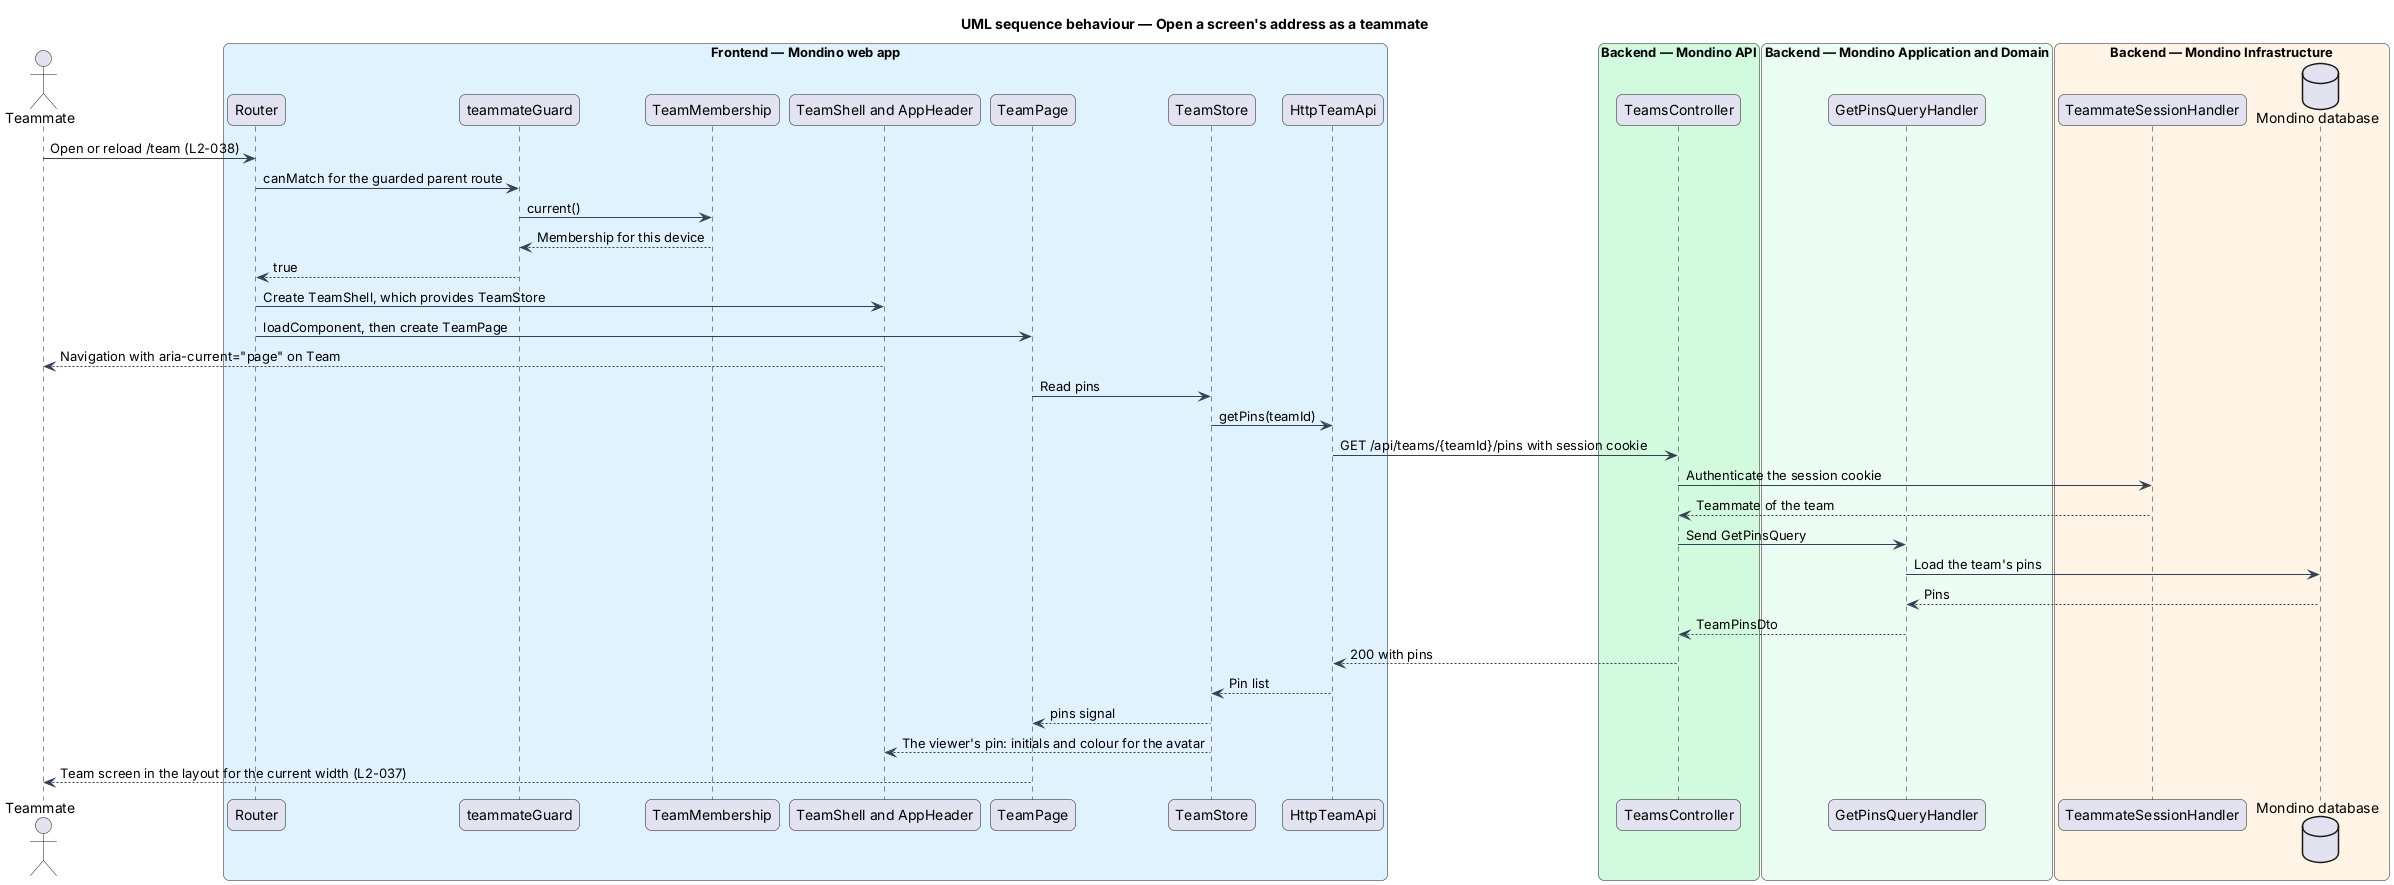 UML sequence behaviour — Open a screen's address as a teammate
Frontend — Mondino web app
Backend — Mondino API
Backend — Mondino Application and Domain
Backend — Mondino Infrastructure
Teammate
Router
teammateGuard
TeamMembership
TeamShell and AppHeader
TeamPage
TeamStore
HttpTeamApi
TeamsController
GetPinsQueryHandler
TeammateSessionHandler
Mondino database
Open or reload /team (L2-038)
canMatch for the guarded parent route
current()
Membership for this device
true
Create TeamShell, which provides TeamStore
loadComponent, then create TeamPage
Navigation with aria-current="page" on Team
Read pins
getPins(teamId)
GET /api/teams/{teamId}/pins with session cookie
Authenticate the session cookie
Teammate of the team
Send GetPinsQuery
Load the team's pins
Pins
TeamPinsDto
200 with pins
Pin list
pins signal
The viewer's pin: initials and colour for the avatar
Team screen in the layout for the current width (L2-037)
Teammate
Router
teammateGuard
TeamMembership
TeamShell and AppHeader
TeamPage
TeamStore
HttpTeamApi
TeamsController
GetPinsQueryHandler
TeammateSessionHandler
Mondino database